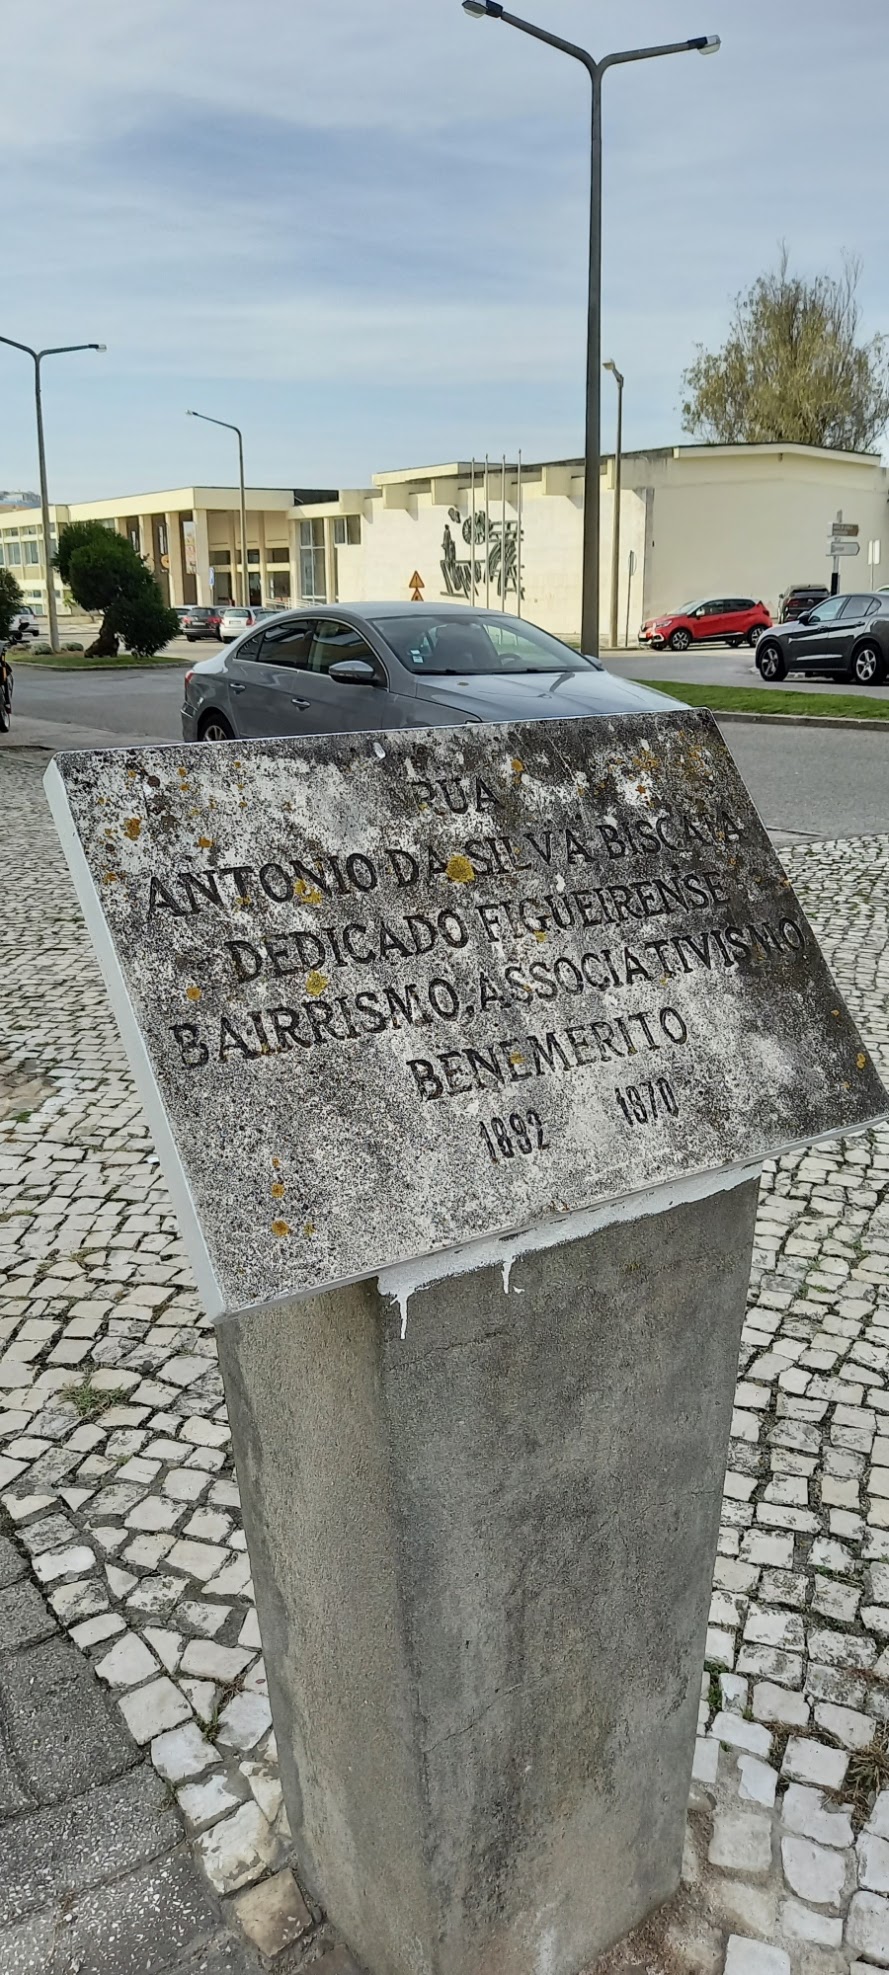 RUA
ANTONIO DA SILVA BISCAIA
DEDICADO FIGUEIRENSE
BAIRRISMO, ASSOCIATIVISMO
BENEMERITO
1892 1970